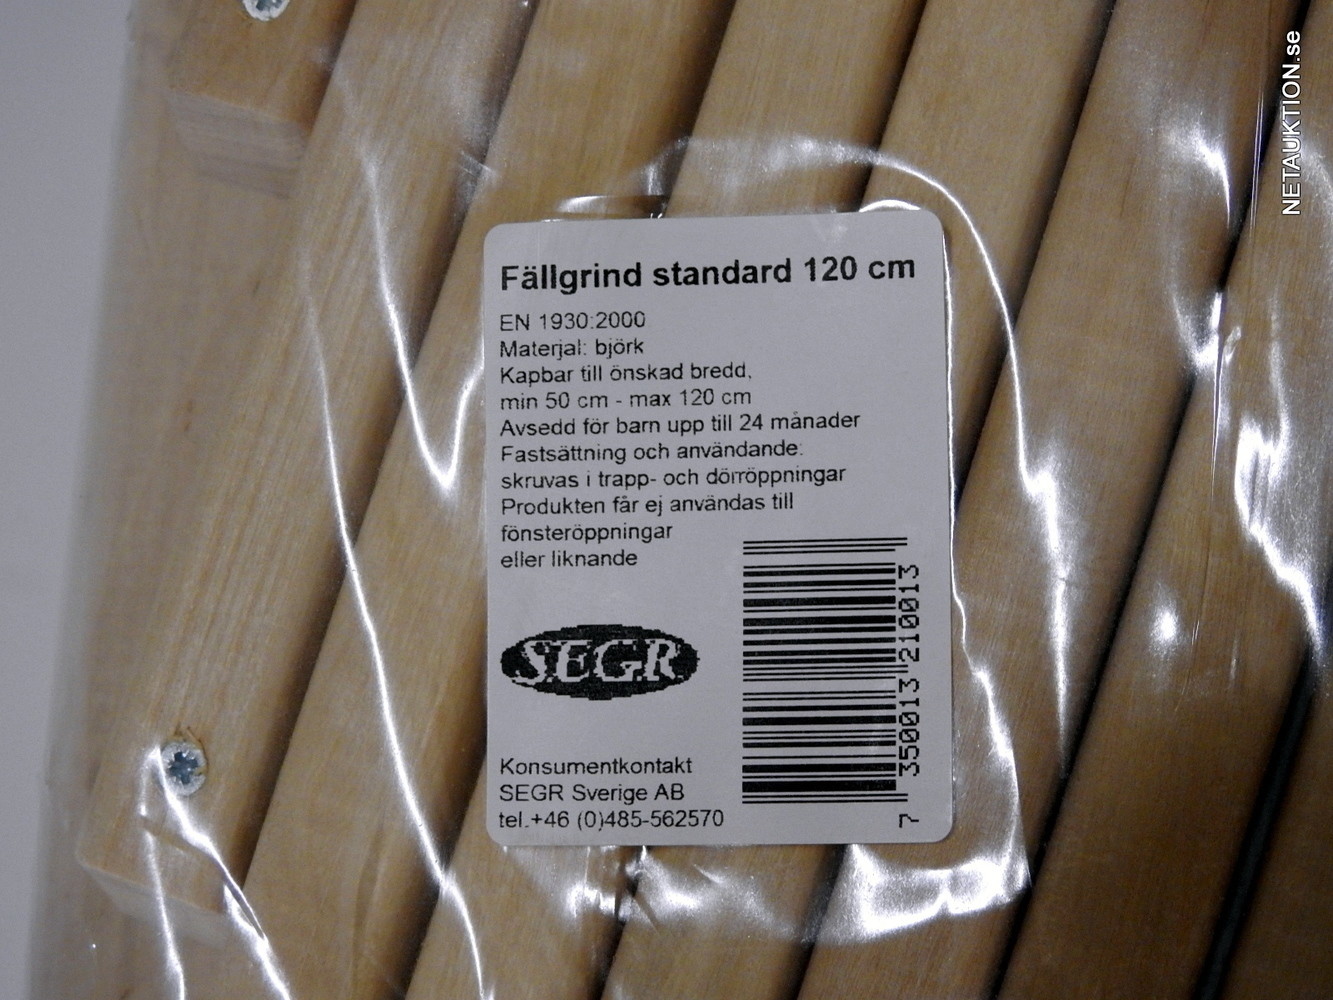 NETAUKTION.se
Fällgrind standard 120 cm
EN 1930:2000
Material: björk
Kapbar till önskad bredd,
min 50 cm - max 120 cm
Avsedd för barn upp till 24 månader
Fastsättning och användande:
skruvas i trapp- och dörröppningar
Produkten får ej användas till
fönsteröppningar
eller liknande
SEGR
7 350013 210013
Konsumentkontakt
SEGR Sverige AB
tel.+46 (0)485-562570